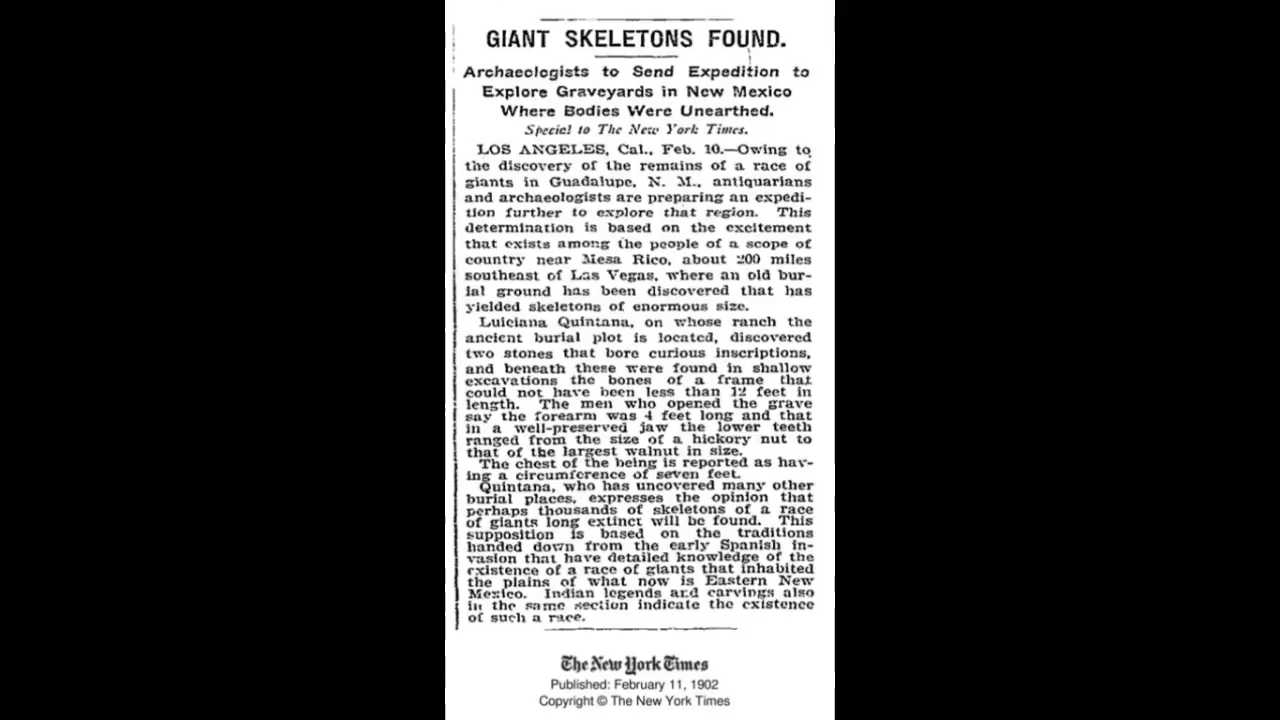 GIANT SKELETONS FOUND.
Archaeologists to Send Expedition to
Explore Graveyards in New Mexico
Where Bodies Were Unearthed.
Special to The New York Times.
LOS ANGELES, Cal., Feb. 10.—Owing to
the discovery of the remains of a race of
giants in Guadalupe, N. M., antiquarians
and archaeologists are preparing an expedi-
tion further to explore that region. This
determination is based on the excitement
that exists among the people of a scope of
country near Mesa Rico, about 200 miles
southeast of Las Vegas, where an old bur-
ial ground has been discovered that has
yielded skeletons of enormous size.
Luiciana Quintana, on whose ranch the
ancient burial plot is located, discovered
two stones that bore curious inscriptions,
and beneath these were found in shallow
excavations the bones of a frame that
could not have been less than 12 feet in
length. The men who opened the grave
say the forearm was 4 feet long and that
in a well-preserved jaw the lower teeth
ranged from the size of a hickory nut to
that of the largest walnut in size.
The chest of the being is reported as hav-
ing a circumference of seven feet.
Quintana, who has uncovered many other
burial places, expresses the opinion that
perhaps thousands of skeletons of a race
of giants long extinct will be found. This
supposition is based on the traditions
handed down from the early Spanish in-
vasion that have detailed knowledge of the
existence of a race of giants that inhabited
the plains of what now is Eastern New
Mexico. Indian legends and carvings also
in the same section indicate the existence
of such a race.
The New York Times
Published: February 11, 1902
Copyright © The New York Times